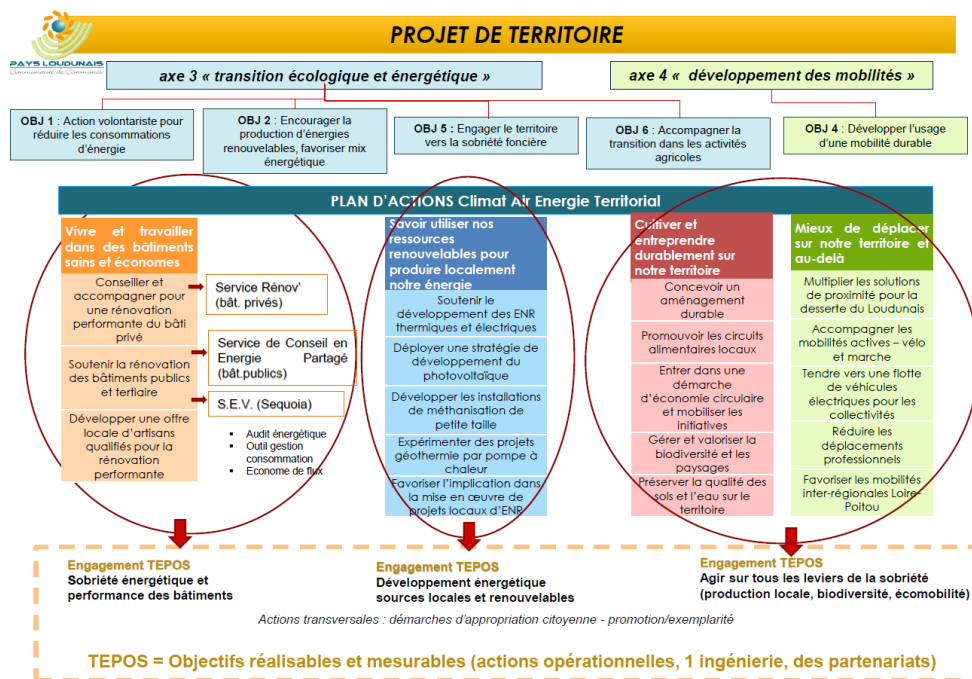 PROJET DE TERRITOIRE
PAYS LOUDUNAIS
Communauté de Communes
axe 3 « transition écologique et énergétique »
axe 4 « développement des mobilités »
OBJ 1 : Action volontariste pour
réduire les consommations
d'énergie
OBJ 2 : Encourager la
production d'énergies
renouvelables, favoriser mix
énergétique
OBJ 5 : Engager le territoire
vers la sobriété foncière
OBJ 6 : Accompagner la
transition dans les activités
agricoles
OBJ 4 : Développer l'usage
d'une mobilité durable
PLAN D'ACTIONS Climat Air Energie Territorial
Vivre et travailler
dans des bâtiments
sains et économes
Conseiller et
accompagner pour
une rénovation
performante du bâti
privé
Soutenir la rénovation
des bâtiments publics et
tertiaire
Développer une offre
locale d'artisans
qualifiés pour la
rénovation
performante
Service Rénov'
(bât. privés)
Service de Conseil en
Energie Partagé
(bât.publics)
S.E.V. (Sequoia)
▪ Audit énergétique
▪ Outil gestion
consommation
▪ Econome de flux
Savoir utiliser nos
ressources
renouvelables pour
produire localement
notre énergie
Soutenir le
développement des ENR
thermiques et électriques
Déployer une stratégie de
développement du
photovoltaïque
Développer les installations
de méthanisation de
petite taille
Expérimenter des projets
géothermie par pompe à
chaleur
Favoriser l'implication dans
la mise en œuvre de
projets locaux d'ENR
Cultiver et
entreprendre
durablement sur
notre territoire
Concevoir un
aménagement
durable
Promouvoir les circuits
alimentaires locaux
Entrer dans une
démarche
d'économie circulaire
et mobiliser les
initiatives
Gérer et valoriser la
biodiversité et les
paysages
Préserver la qualité des
sols et l'eau sur le
territoire
Mieux de déplacer
sur notre territoire et
au-delà
Multiplier les solutions
de proximité pour la
desserte du Loudunais
Accompagner les
mobilités actives – vélo
et marche
Tendre vers une flotte
de véhicules
électriques pour les
collectivités
Réduire les
déplacements
professionnels
Favoriser les mobilités
inter-régionales Loire-
Poitou
Engagement TEPOS
Sobriété énergétique et
performance des bâtiments
Engagement TEPOS
Développement énergétique
sources locales et renouvelables
Engagement TEPOS
Agir sur tous les leviers de la sobriété
(production locale, biodiversité, écomobilité)
Actions transversales : démarches d'appropriation citoyenne - promotion/exemplarité
TEPOS = Objectifs réalisables et mesurables (actions opérationnelles, 1 ingénierie, des partenariats)